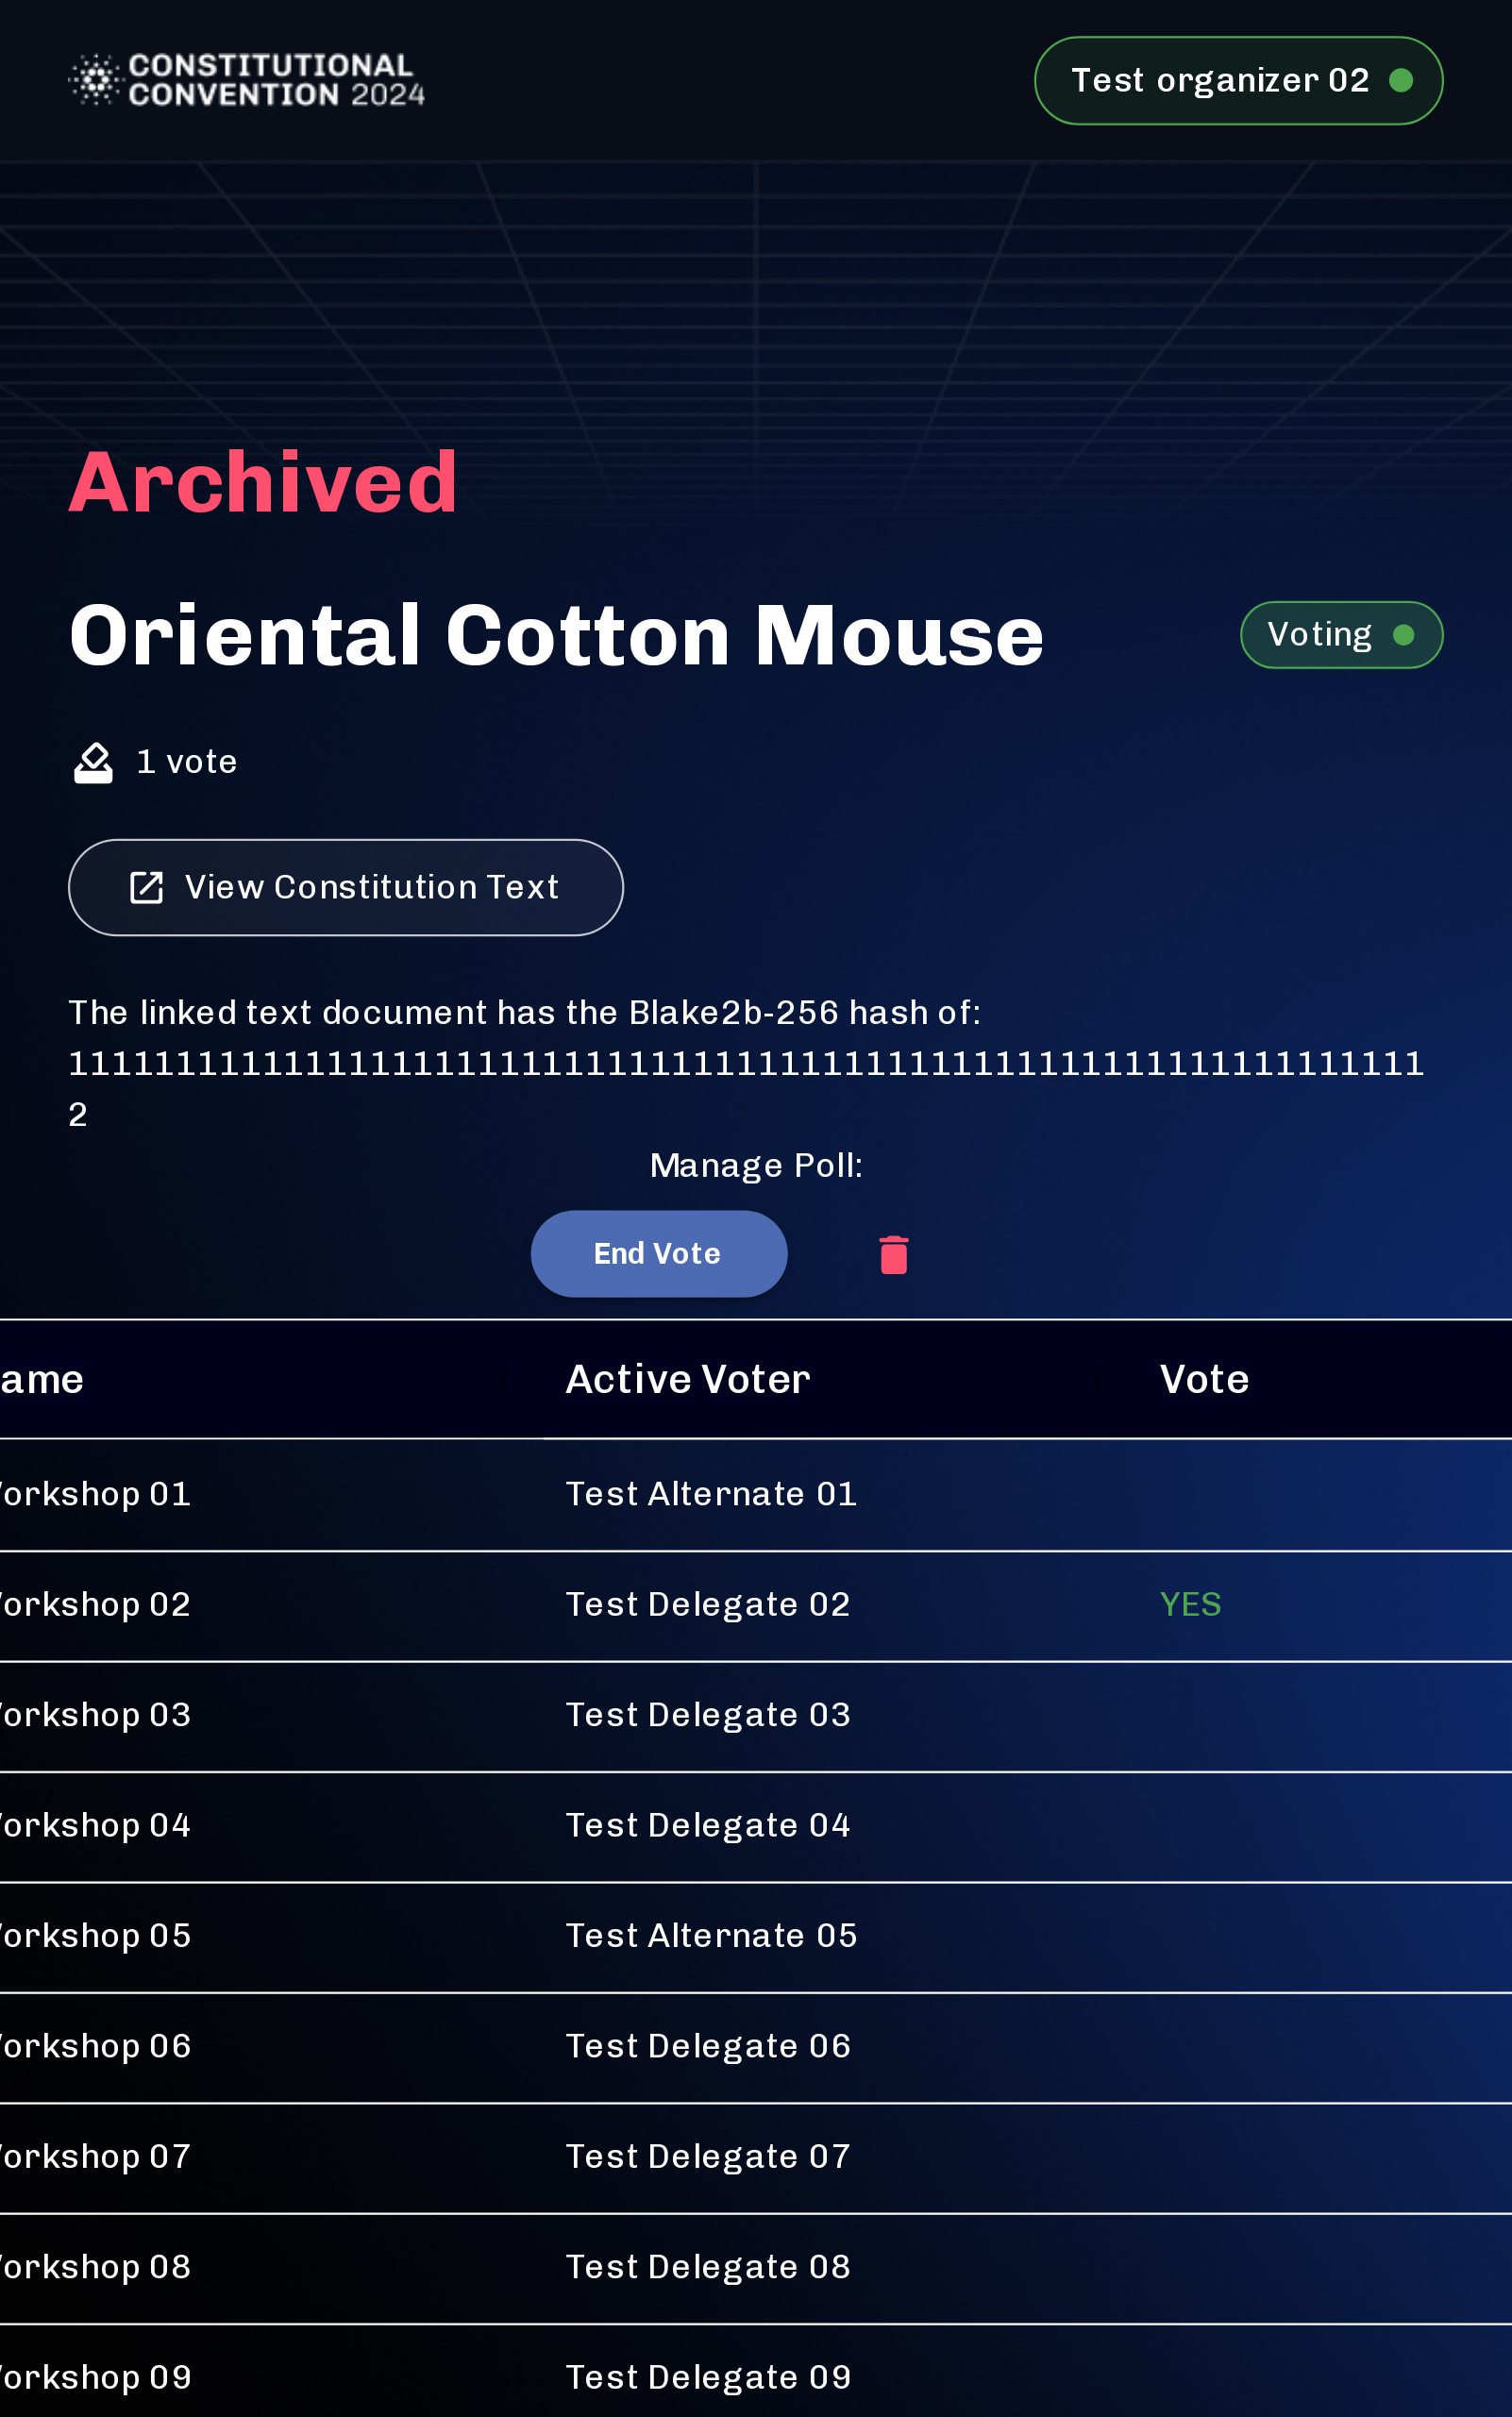 CONSTITUTIONAL
CONVENTION 2024
Test organizer 02
Archived
Oriental Cotton Mouse
Voting
1 vote
View Constitution Text
The linked text document has the Blake2b-256 hash of:
111111111111111111111111111111111111111111111111111111111111111
2
Manage Poll:
End Vote
ame Active Voter Vote
orkshop 01 Test Alternate 01
orkshop 02 Test Delegate 02 YES
orkshop 03 Test Delegate 03
orkshop 04 Test Delegate 04
orkshop 05 Test Alternate 05
orkshop 06 Test Delegate 06
orkshop 07 Test Delegate 07
orkshop 08 Test Delegate 08
orkshop 09 Test Delegate 09